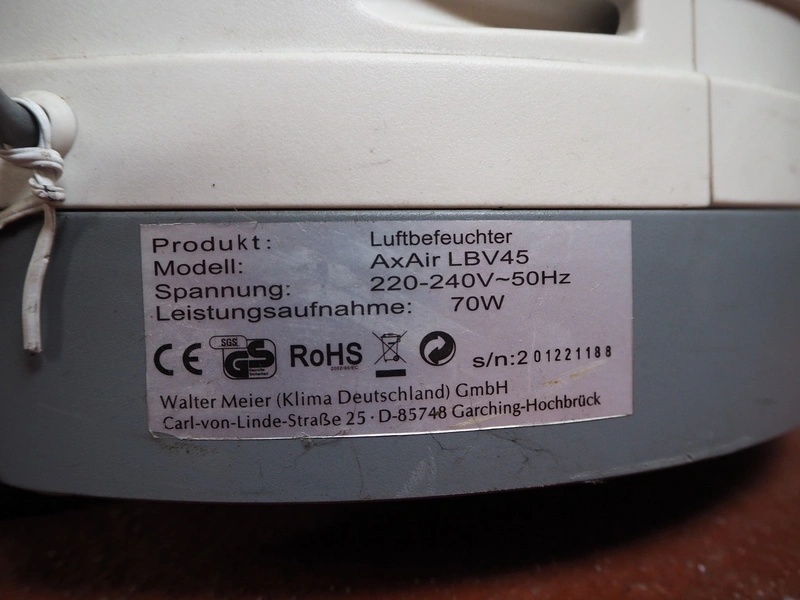 Produkt: Luftbefeuchter
Modell: AxAir LBV45
Spannung: 220-240V~50Hz
Leistungsaufnahme: 70W
CE SGS GS RoHS s/n:201221188
Walter Meier (Klima Deutschland) GmbH
Carl-von-Linde-Straße 25 · D-85748 Garching-Hochbrück